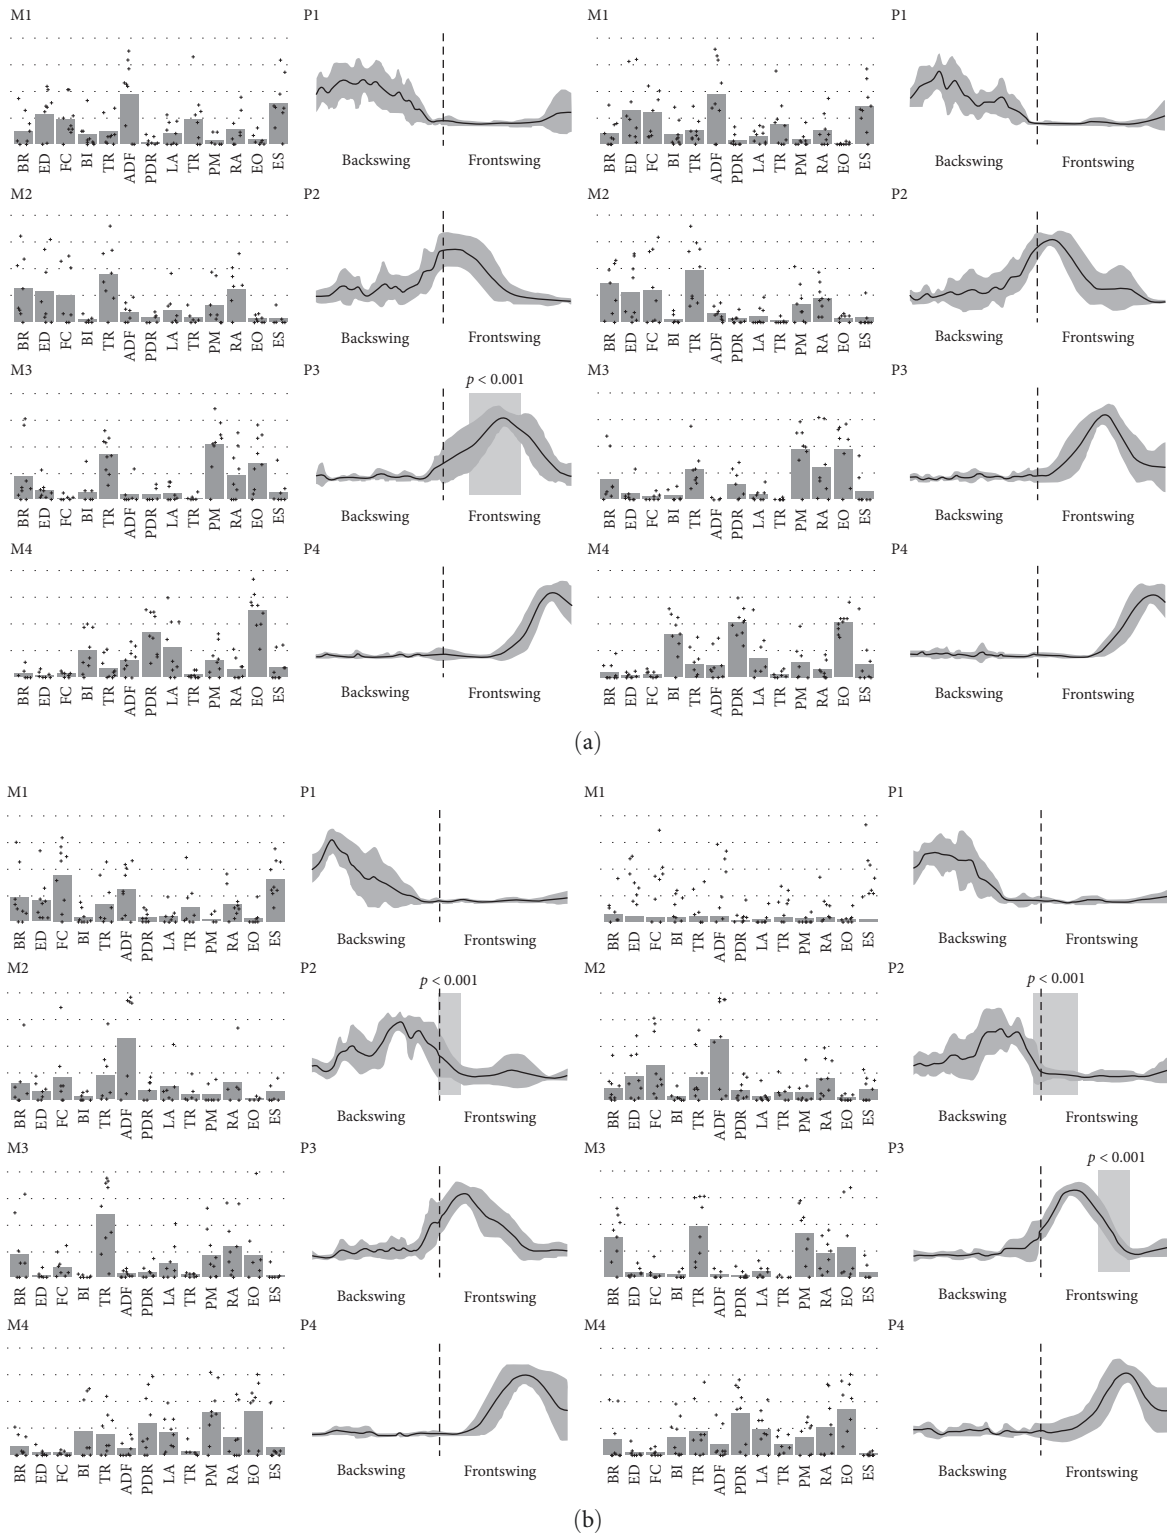 M1 P1 M1 P1
BR ED FC BI TR ADF PDR LA TR PM RA EO ES Backswing Frontswing BR ED FC BI TR ADF PDR LA TR PM RA EO ES Backswing Frontswing
M2 P2 M2 P2
BR ED FC BI TR ADF PDR LA TR PM RA EO ES Backswing Frontswing BR ED FC BI TR ADF PDR LA TR PM RA EO ES Backswing Frontswing
M3 P3 M3 P3
p < 0.001
BR ED FC BI TR ADF PDR LA TR PM RA EO ES Backswing Frontswing BR ED FC BI TR ADF PDR LA TR PM RA EO ES Backswing Frontswing
M4 P4 M4 P4
BR ED FC BI TR ADF PDR LA TR PM RA EO ES Backswing Frontswing BR ED FC BI TR ADF PDR LA TR PM RA EO ES Backswing Frontswing
(a)
M1 P1 M1 P1
BR ED FC BI TR ADF PDR LA TR PM RA EO ES Backswing Frontswing BR ED FC BI TR ADF PDR LA TR PM RA EO ES Backswing Frontswing
M2 P2 M2 P2
p < 0.001 p < 0.001
BR ED FC BI TR ADF PDR LA TR PM RA EO ES Backswing Frontswing BR ED FC BI TR ADF PDR LA TR PM RA EO ES Backswing Frontswing
M3 P3 M3 P3
p < 0.001
BR ED FC BI TR ADF PDR LA TR PM RA EO ES Backswing Frontswing BR ED FC BI TR ADF PDR LA TR PM RA EO ES Backswing Frontswing
M4 P4 M4 P4
BR ED FC BI TR ADF PDR LA TR PM RA EO ES Backswing Frontswing BR ED FC BI TR ADF PDR LA TR PM RA EO ES Backswing Frontswing
(b)